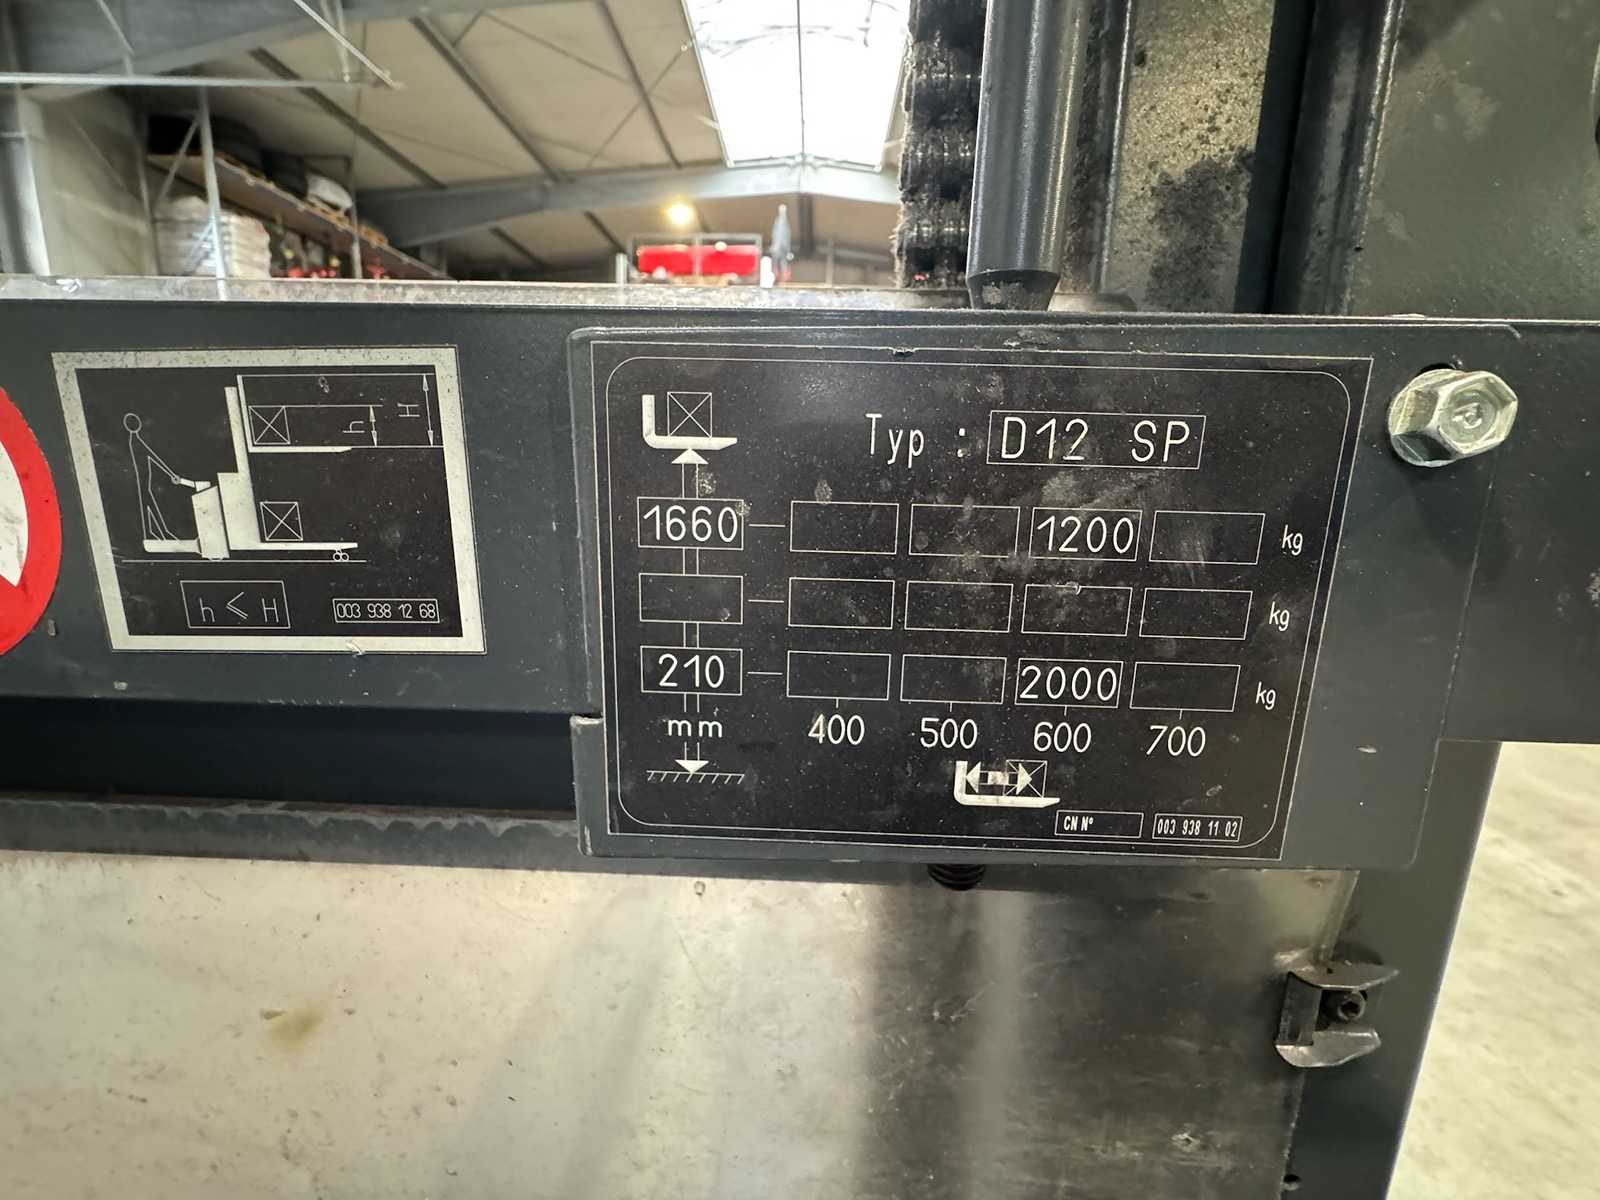 Q
h
H
h ⩽ H
003 938 12 68
Typ : D12 SP
1660 1200 kg
kg
210 2000 kg
mm 400 500 600 700
CN Nº 003 938 11 02